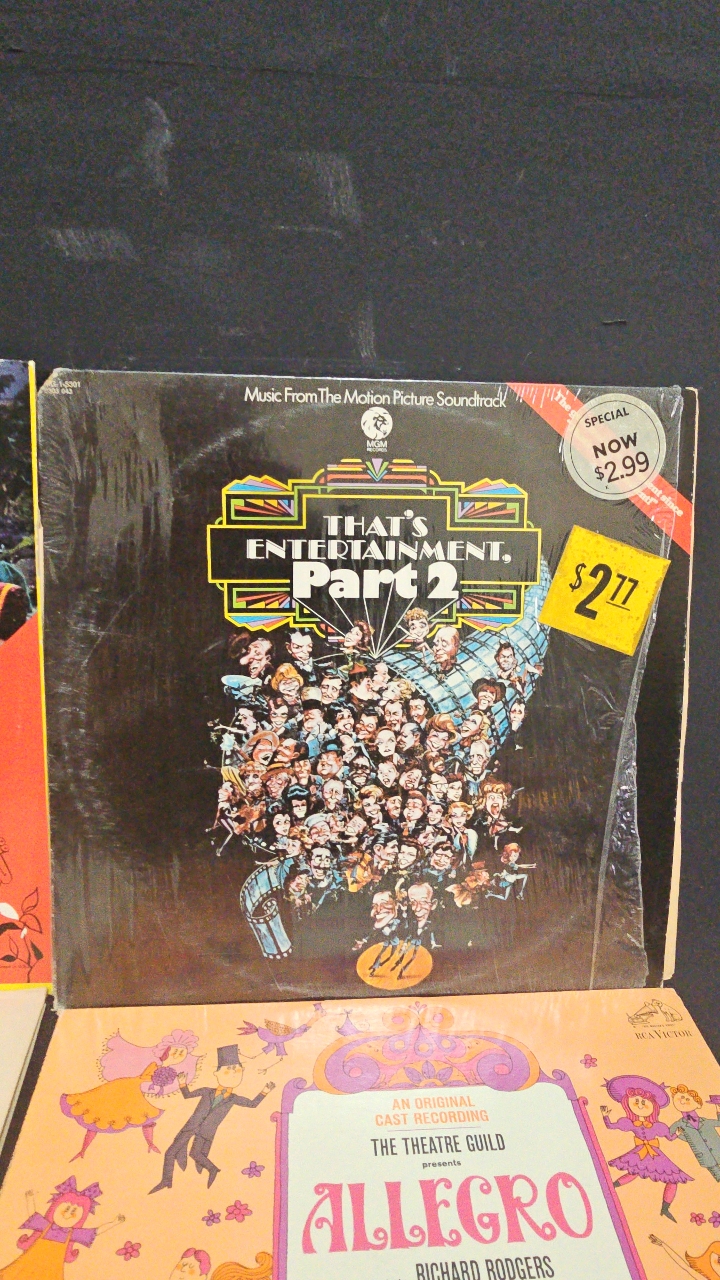 Music From The Motion Picture Soundtrack
MGM
RECORDS
SPECIAL
NOW
$2.99
THAT'S
ENTERTAINMENT,
Part 2
$2.77
RCA VICTOR
AN ORIGINAL
CAST RECORDING
THE THEATRE GUILD
presents
ALLEGRO
RICHARD RODGERS